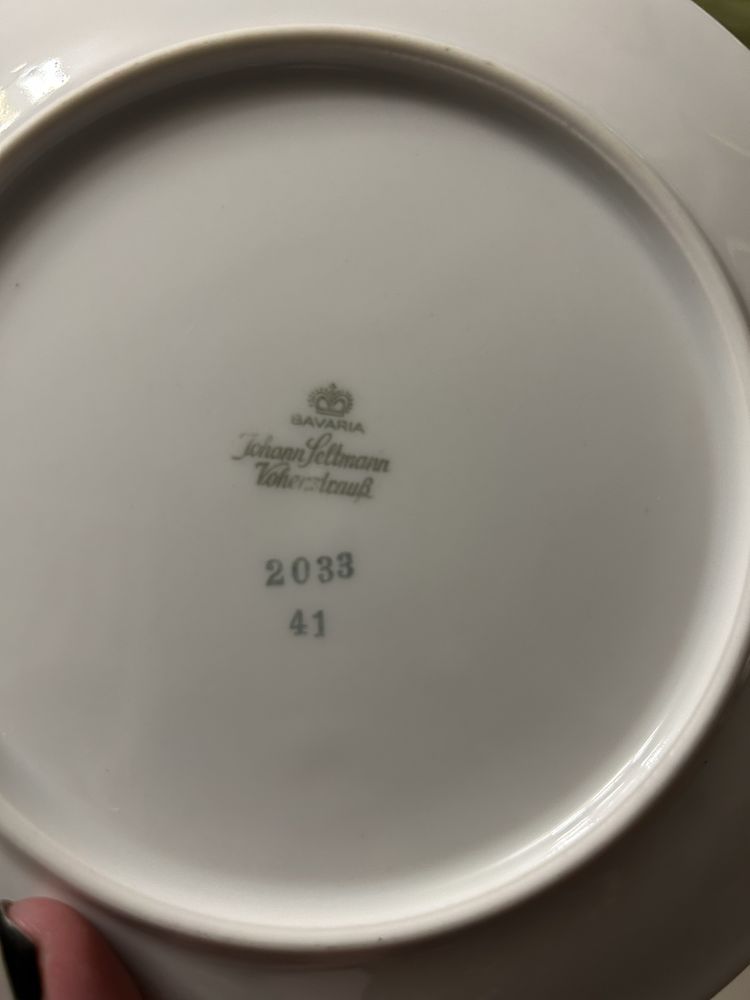 BAVARIA
Johann Seltmann
Vohenstrauß
2033
41